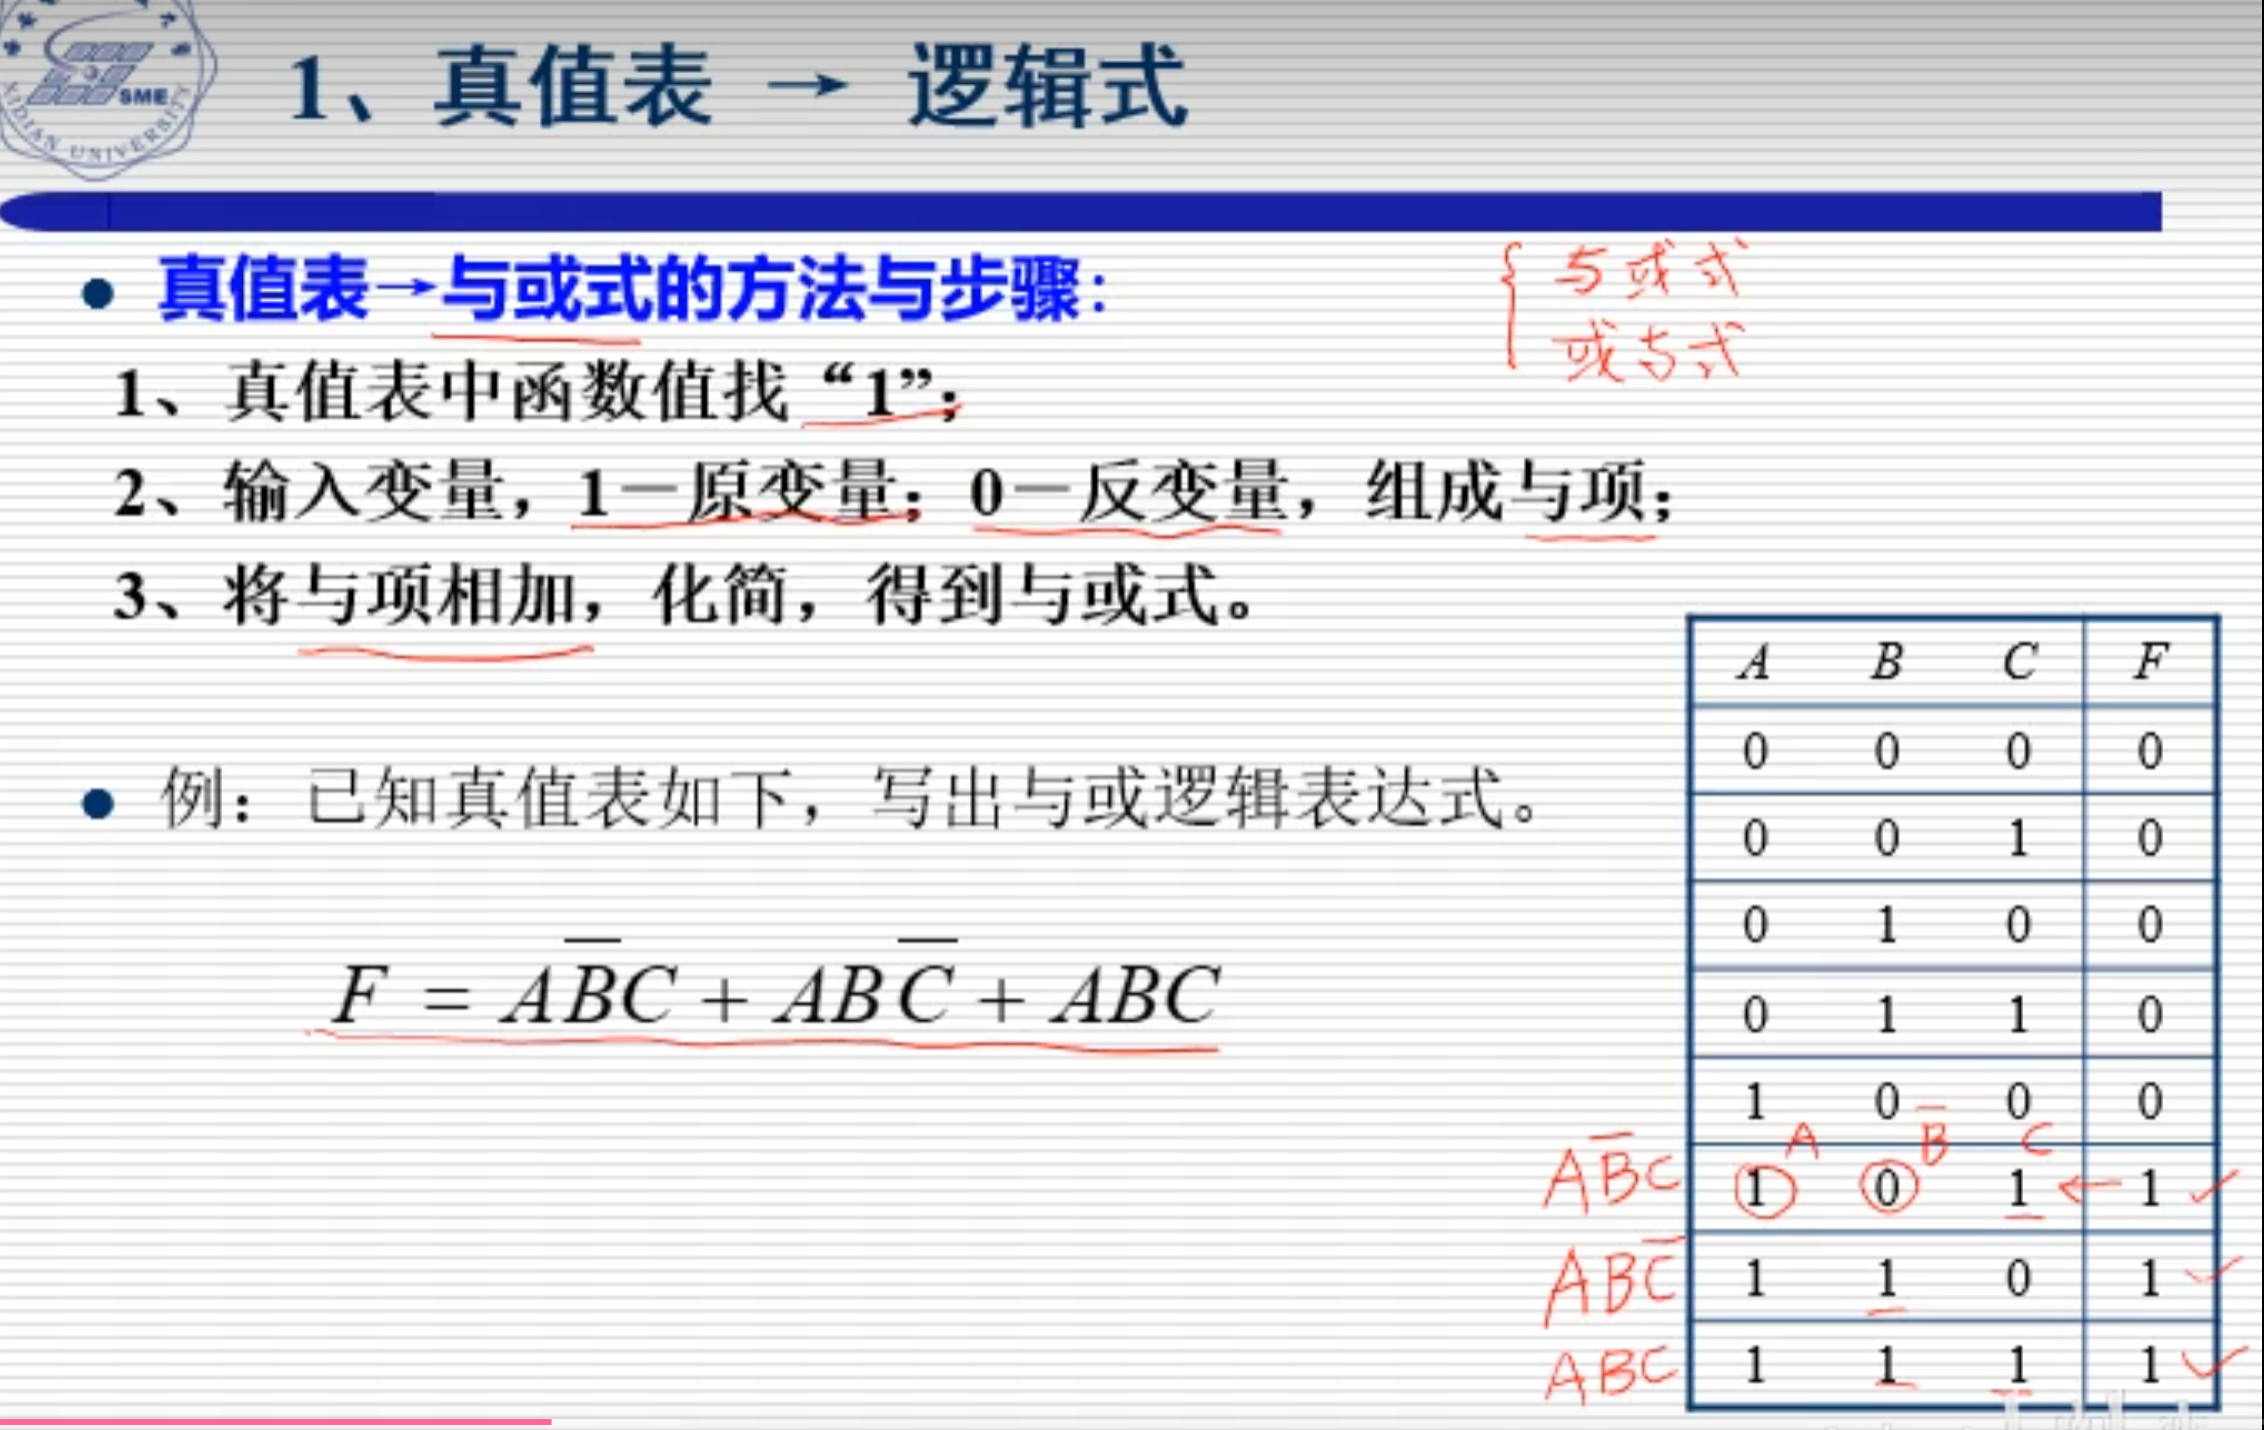 SME
XIDIAN UNIVERSITY
1、真值表 → 逻辑式
真值表→与或式的方法与步骤：
与或式
或与式
1、真值表中函数值找“1”；
2、输入变量，1－原变量；0－反变量，组成与项；
3、将与项相加，化简，得到与或式。
例：已知真值表如下，写出与或逻辑表达式。
F = AB̅C + ABC̅ + ABC
A B C F
0 0 0 0
0 0 1 0
0 1 0 0
0 1 1 0
1 0 0 0
A B̅ C
AB̅C 1 0 1 ← 1 ✓
ABC̅ 1 1 0 1 ✓
ABC 1 1 1 1 ✓